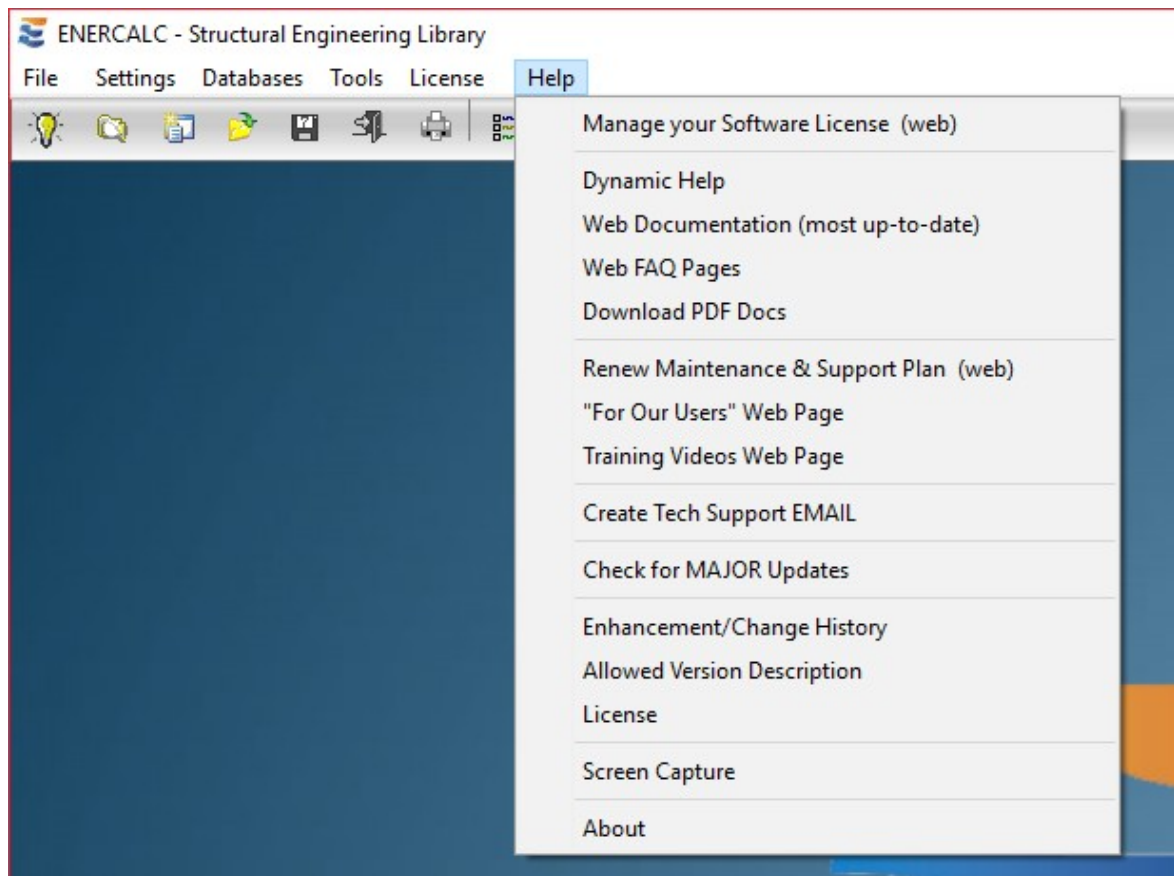 ENERCALC - Structural Engineering Library
File Settings Databases Tools License Help
Manage your Software License (web)
Dynamic Help
Web Documentation (most up-to-date)
Web FAQ Pages
Download PDF Docs
Renew Maintenance & Support Plan (web)
"For Our Users" Web Page
Training Videos Web Page
Create Tech Support EMAIL
Check for MAJOR Updates
Enhancement/Change History
Allowed Version Description
License
Screen Capture
About